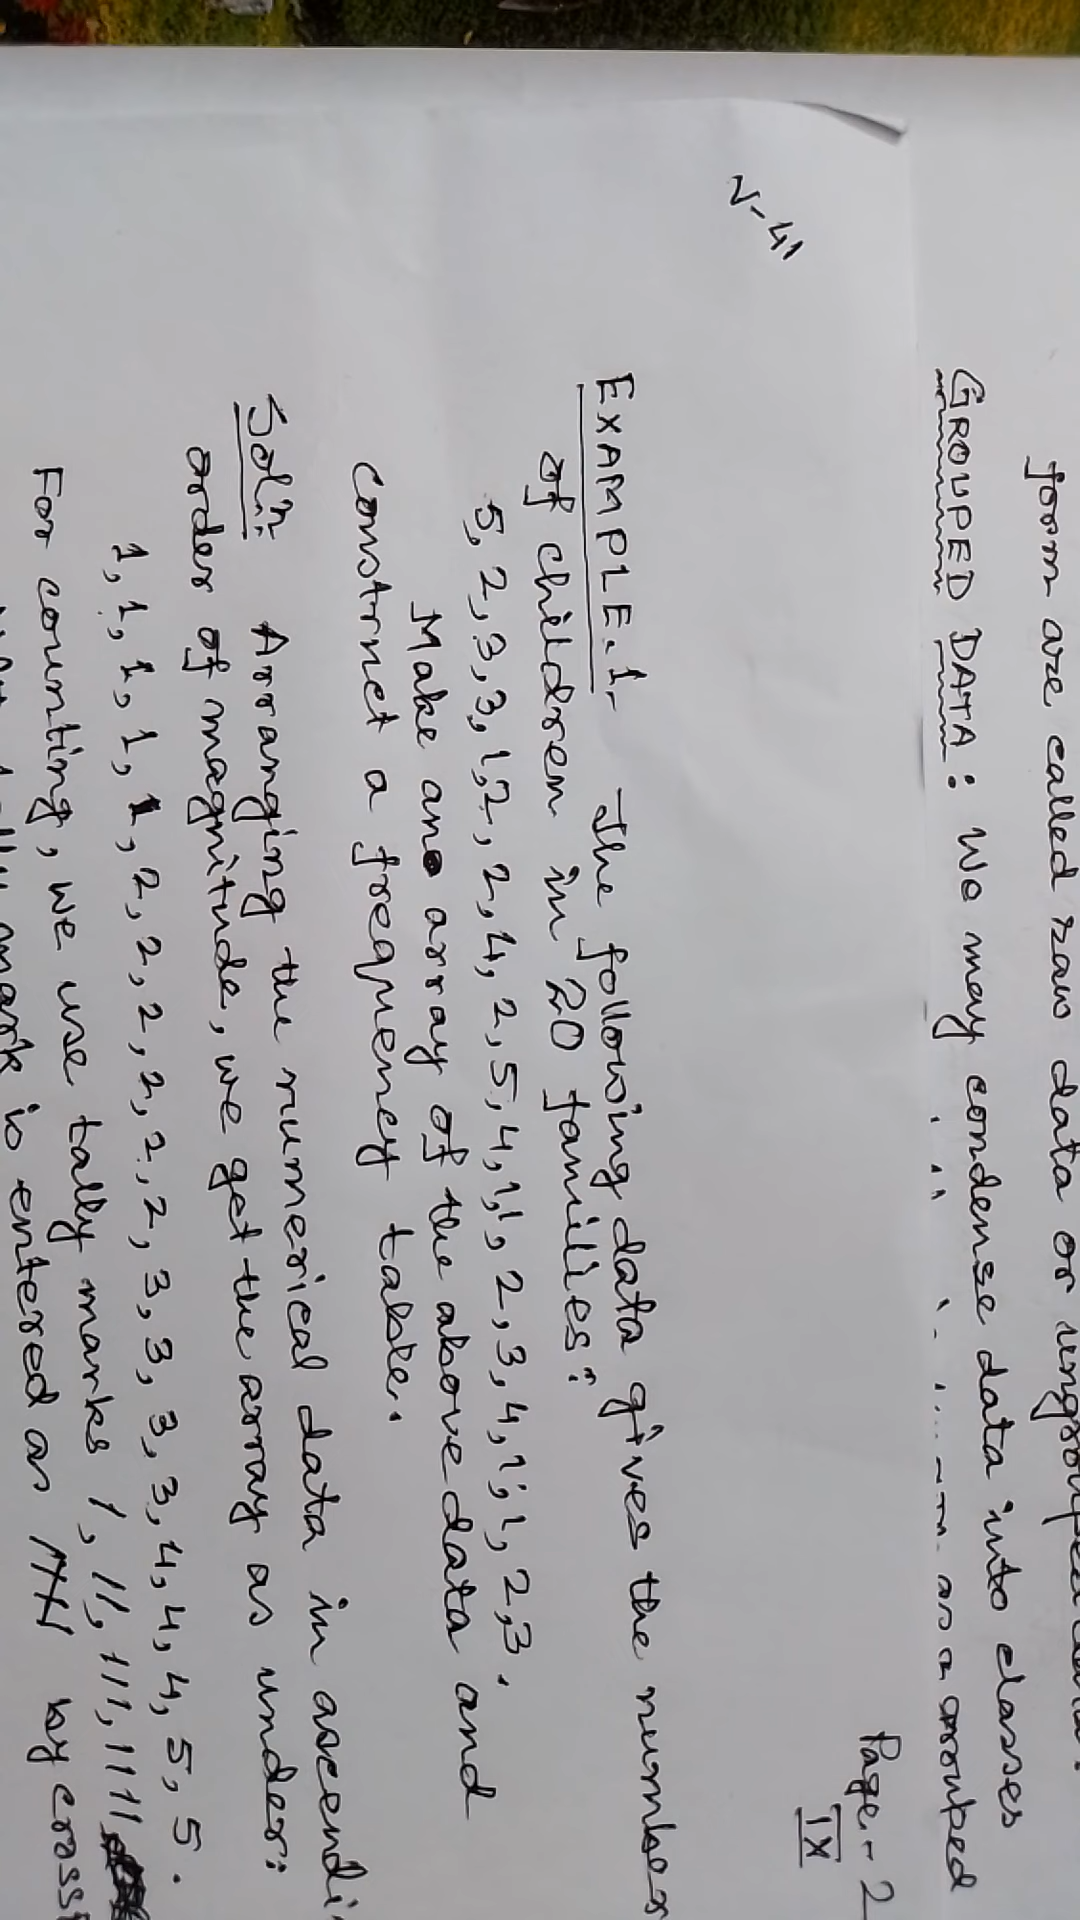 form are called raw data or ungrouped data.
GROUPED DATA: We may condense data into classes
as a grouped
Page-2
IX
N-41
EXAMPLE.1- The following data gives the number
of children in 20 families:
5, 2, 3, 3, 1, 2, 2, 4, 2, 5, 4, 1, 1, 2, 3, 4, 1, 1, 2, 3.
Make an array of the above data and
construct a frequency table.
Soln: Arranging the numerical data in ascendi
order of magnitude, we get the array as under:
1, 1, 1, 1, 1, 2, 2, 2, 2, 2, 2, 3, 3, 3, 3, 4, 4, 4, 5, 5.
For counting, we use tally marks /, //, ///, ////
mark is entered as by cross